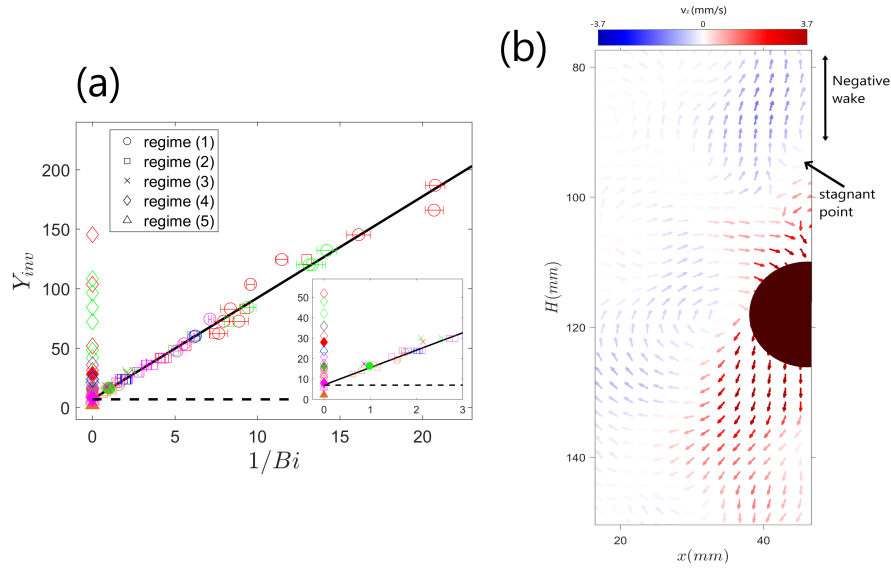 (a)
regime (1)
regime (2)
regime (3)
regime (4)
regime (5)
200
150
100
50
0
Y_inv
0 5 10 15 20
1/Bi
50
40
30
20
10
0
0 1 2 3
(b)
v_z (mm/s)
-3.7 0 3.7
80
100
120
140
H(mm)
20 40
x(mm)
Negative
wake
stagnant
point